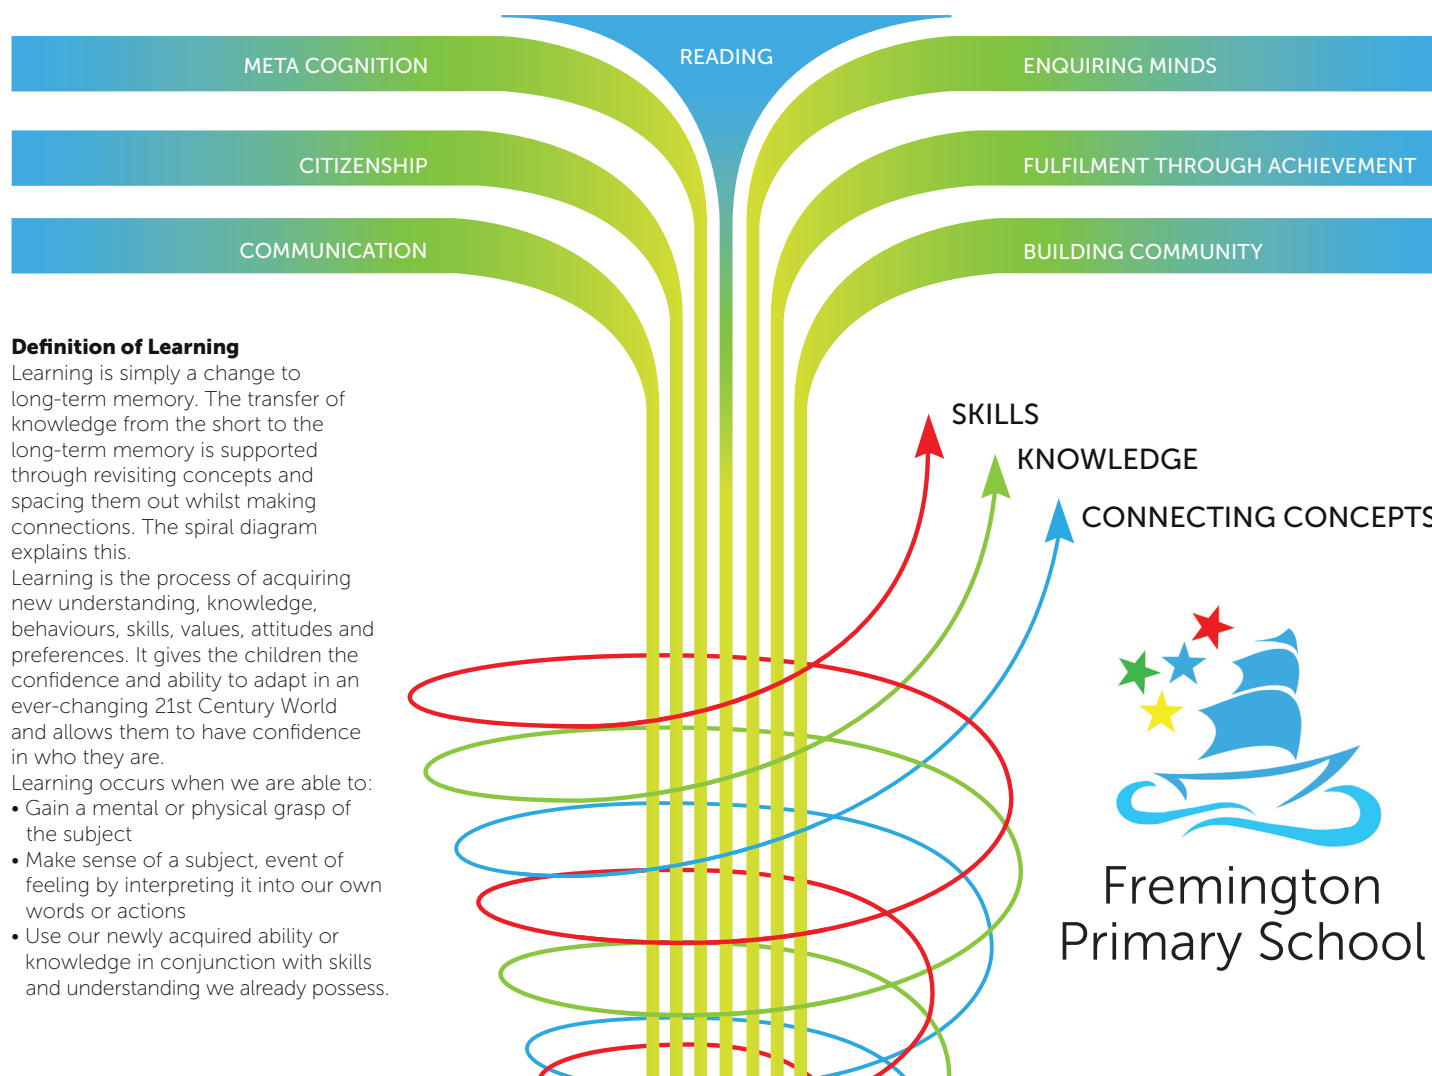 READING
META COGNITION
ENQUIRING MINDS
CITIZENSHIP
FULFILMENT THROUGH ACHIEVEMENT
COMMUNICATION
BUILDING COMMUNITY
Definition of Learning
Learning is simply a change to
long-term memory. The transfer of
knowledge from the short to the
long-term memory is supported
through revisiting concepts and
spacing them out whilst making
connections. The spiral diagram
explains this.
Learning is the process of acquiring
new understanding, knowledge,
behaviours, skills, values, attitudes and
preferences. It gives the children the
confidence and ability to adapt in an
ever-changing 21st Century World
and allows them to have confidence
in who they are.
Learning occurs when we are able to:
• Gain a mental or physical grasp of
the subject
• Make sense of a subject, event of
feeling by interpreting it into our own
words or actions
• Use our newly acquired ability or
knowledge in conjunction with skills
and understanding we already possess.
SKILLS
KNOWLEDGE
CONNECTING CONCEPTS
Fremington
Primary School